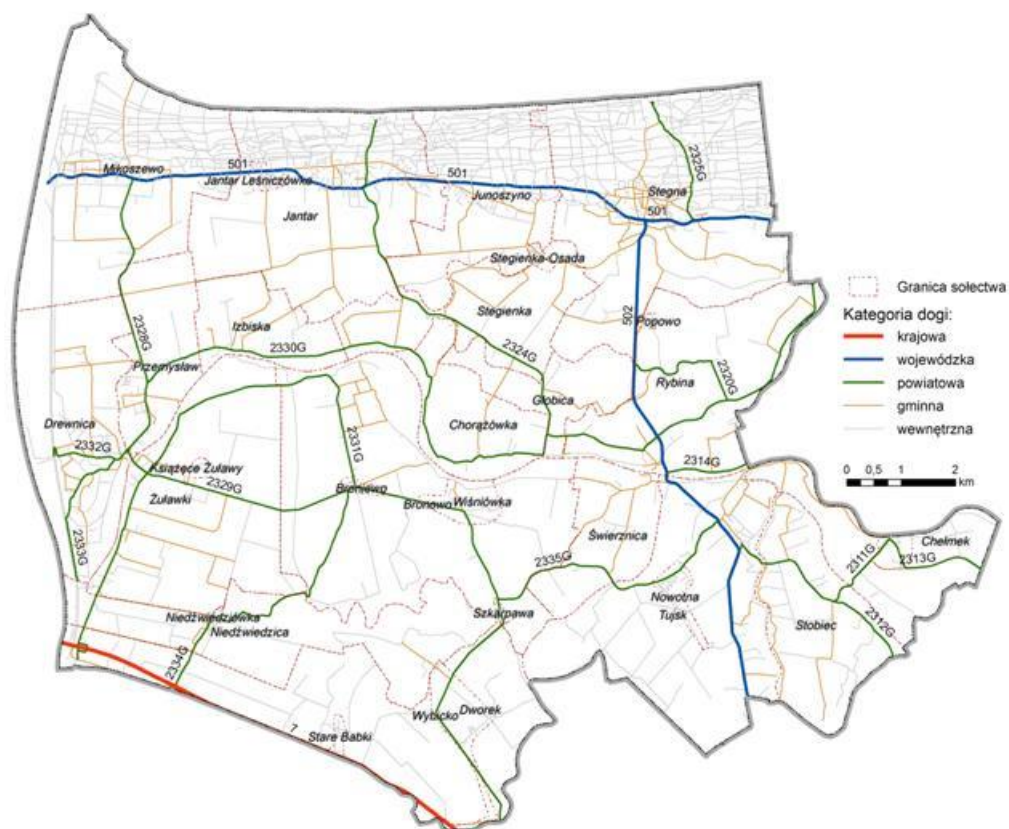 Mikoszewo
501
Jantar Leśniczówka
501
Junoszyno
Stegna
501
2325G
Jantar
Stegienka-Osada
Stegienka
502
Popowo
Izbiska
2328G
2330G
2324G
Przemysław
Rybina
2320G
Głobica
Drewnica
2332G
Chorążówka
2331G
2314G
Książęce Żuławy
2329G
Żuławki
Broniewo
Bronowo
Wiśniówka
Świerznica
2333G
2335G
2311G
Chełmek
2313G
Nowotna
Tujsk
Szkarpawa
Niedźwiedziówka
Niedźwiedzica
Stobiec
2312G
2334G
Wybicko
Dworek
7
Stare Babki
Granica sołectwa
Kategoria dogi:
krajowa
wojewódzka
powiatowa
gminna
wewnętrzna
0 0,5 1 2
km